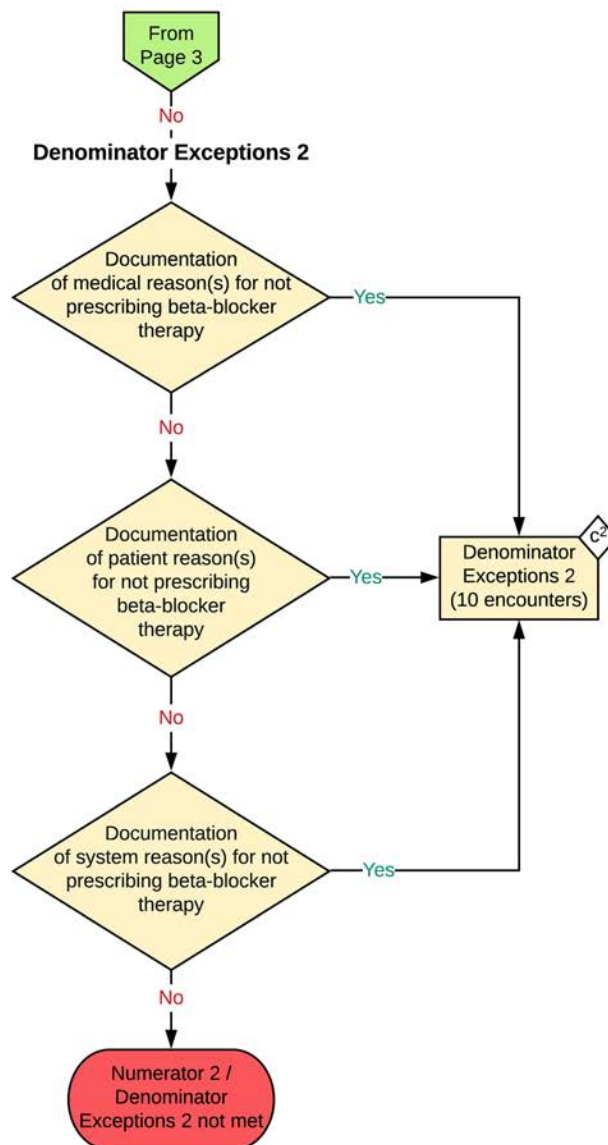 From
Page 3
No
Denominator Exceptions 2
Documentation
of medical reason(s) for not
prescribing beta-blocker
therapy
Yes
No
Documentation
of patient reason(s)
for not prescribing
beta-blocker
therapy
Yes
c²
Denominator
Exceptions 2
(10 encounters)
No
Documentation
of system reason(s) for not
prescribing beta-blocker
therapy
Yes
No
Numerator 2 /
Denominator
Exceptions 2 not met